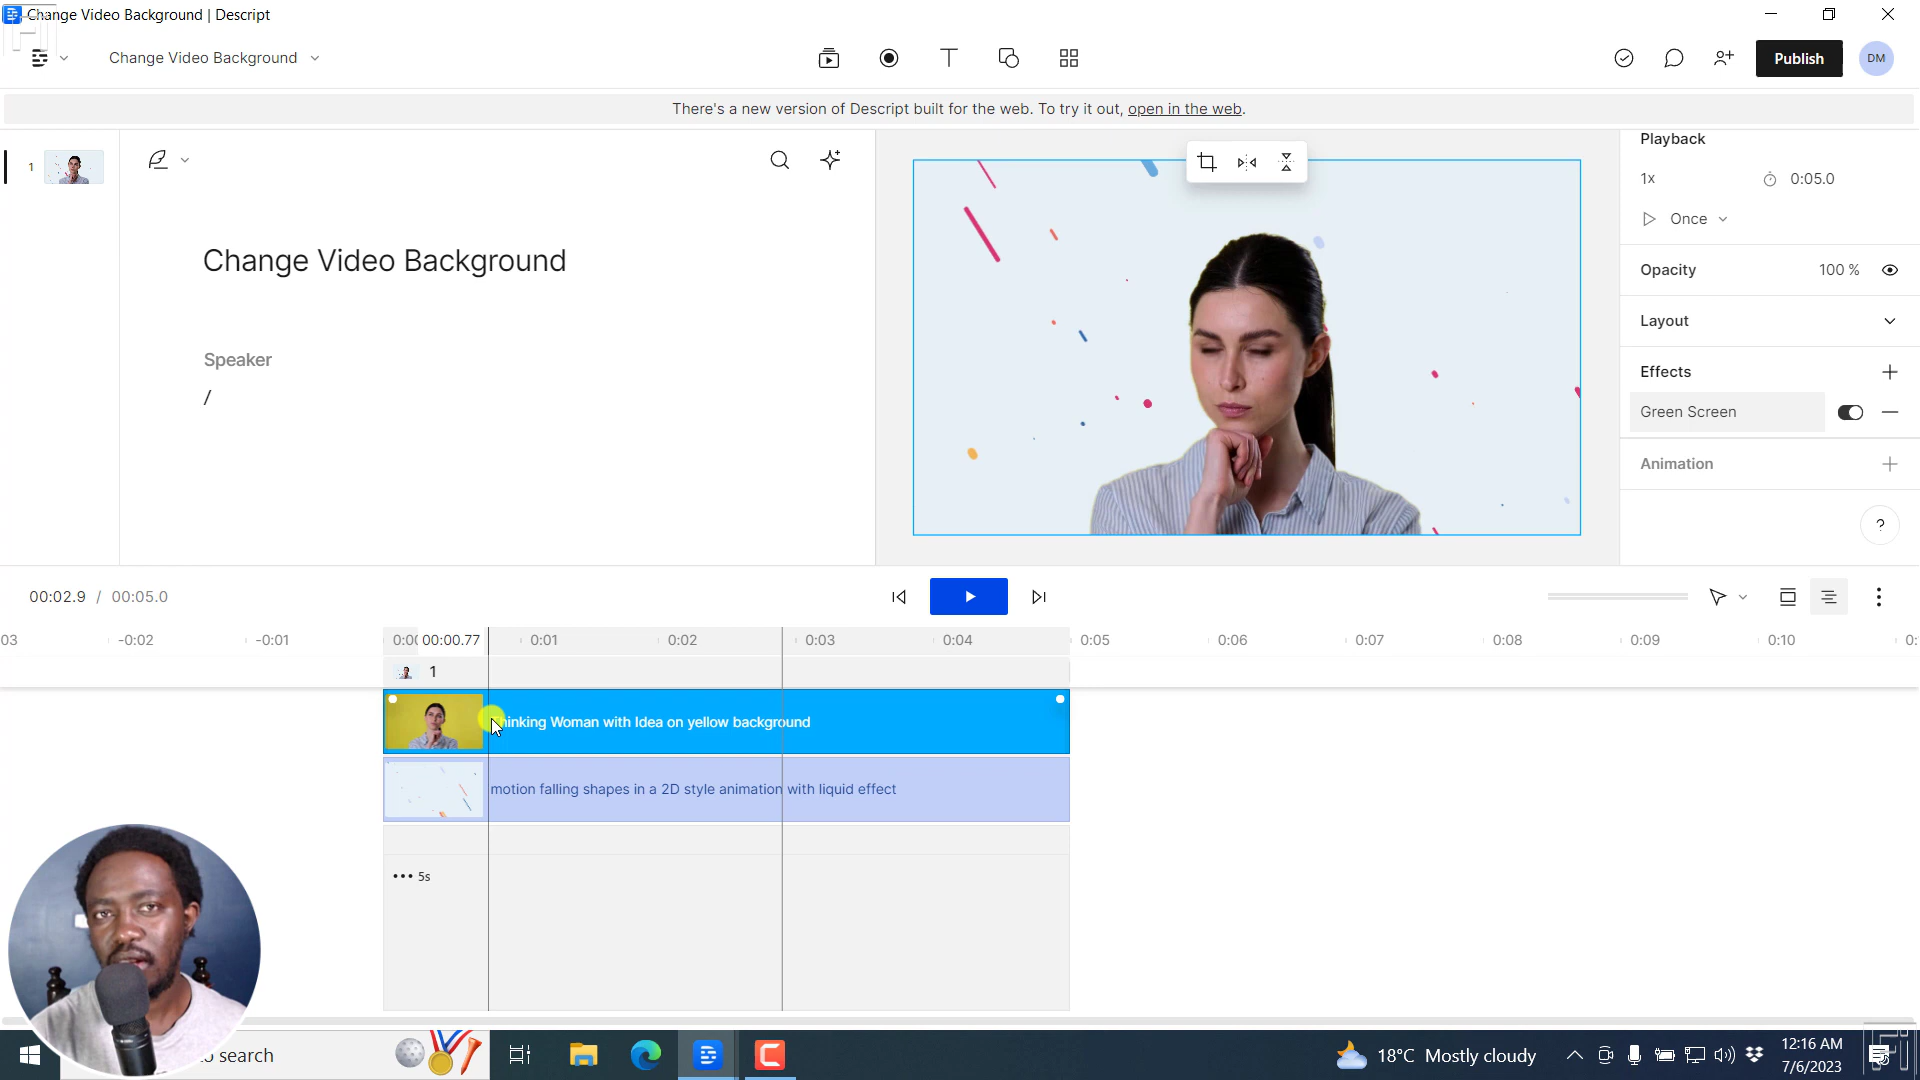 Change Video Background | Descript
Change Video Background
Publish
DM
There's a new version of Descript built for the web. To try it out, open in the web.
1
Playback
1x
0:05.0
Once
Change Video Background
Opacity
100 %
Layout
Speaker
/
Effects
Green Screen
Animation
?
00:02.9 / 00:05.0
03
-0:02
-0:01
0:00
00:00.77
0:01
0:02
0:03
0:04
0:05
0:06
0:07
0:08
0:09
0:10
0:
1
Thinking Woman with Idea on yellow background
motion falling shapes in a 2D style animation with liquid effect
••• 5s
search
18°C Mostly cloudy
12:16 AM
7/6/2023